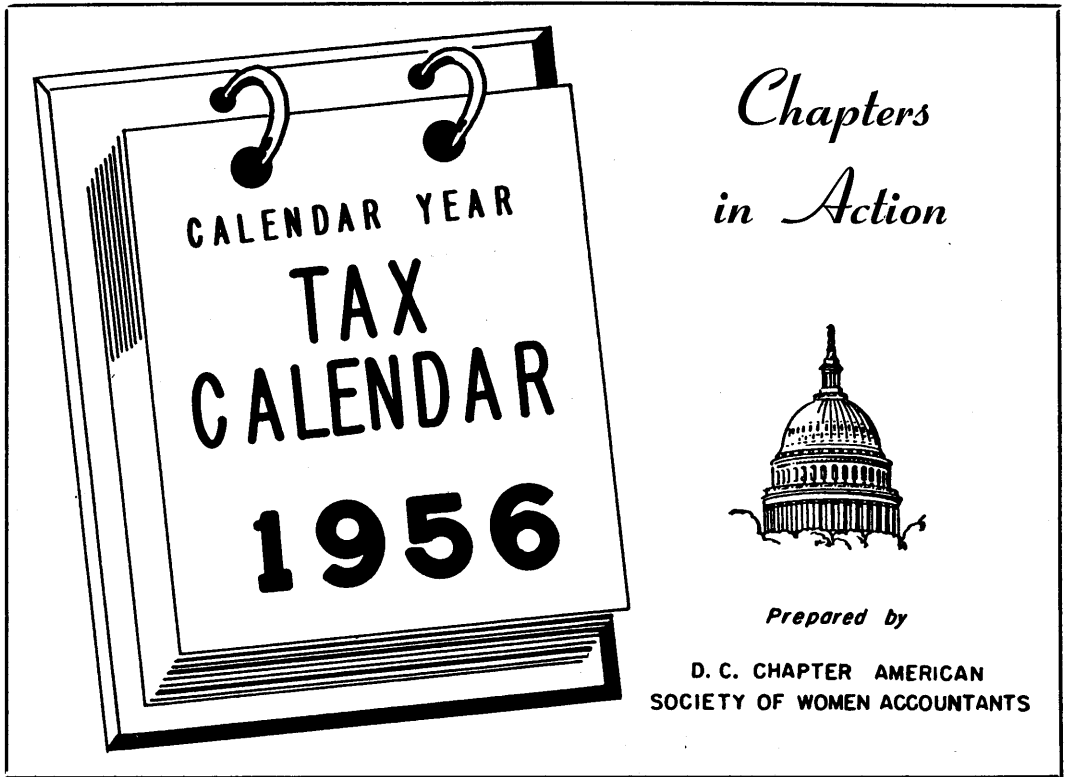 CALENDAR YEAR
TAX
CALENDAR
1956
Chapters
in Action
Prepared by
D. C. CHAPTER AMERICAN
SOCIETY OF WOMEN ACCOUNTANTS